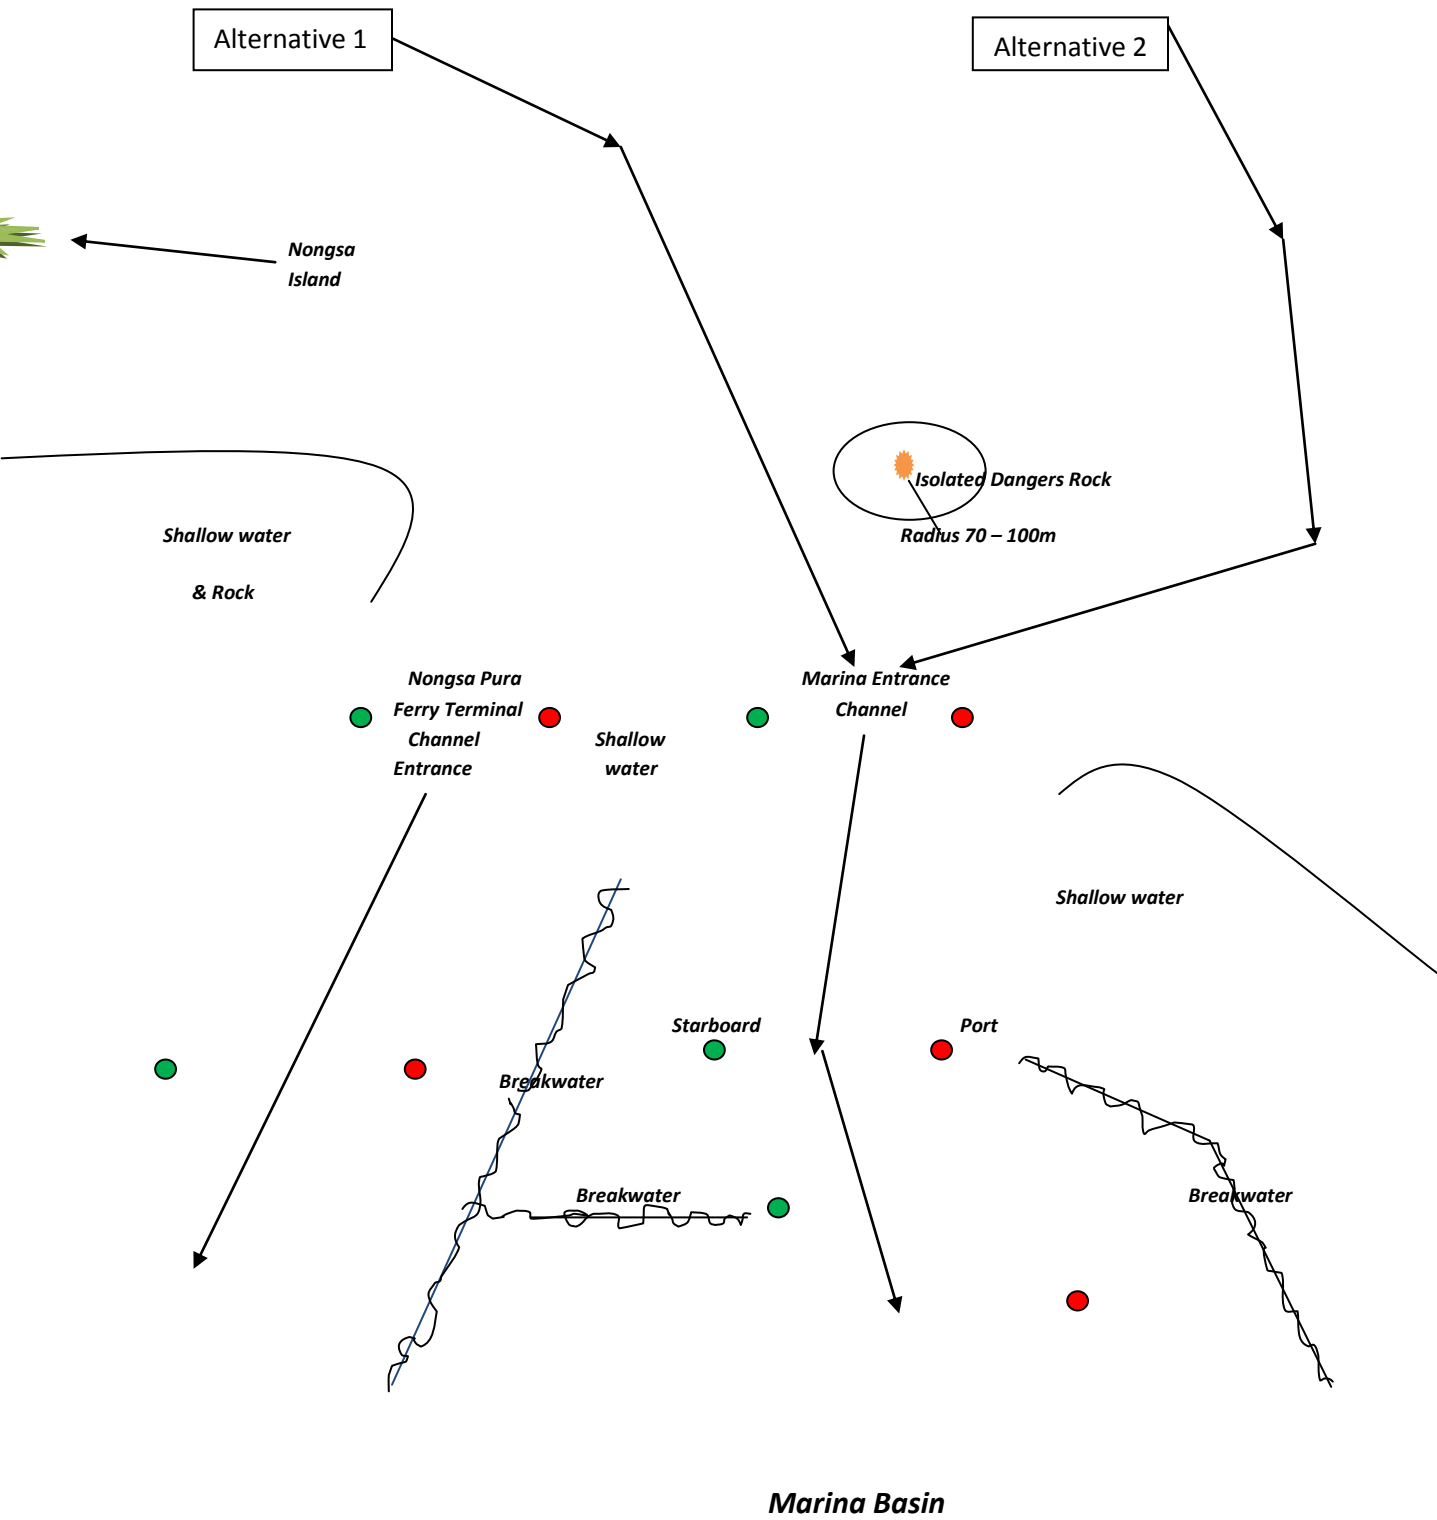 Alternative 1
Alternative 2
Nongsa
Island
Isolated Dangers Rock
Radius 70 – 100m
Shallow water
& Rock
Nongsa Pura
Ferry Terminal
Channel
Entrance
Shallow
water
Marina Entrance
Channel
Shallow water
Starboard
Port
Breakwater
Breakwater
Breakwater
Marina Basin